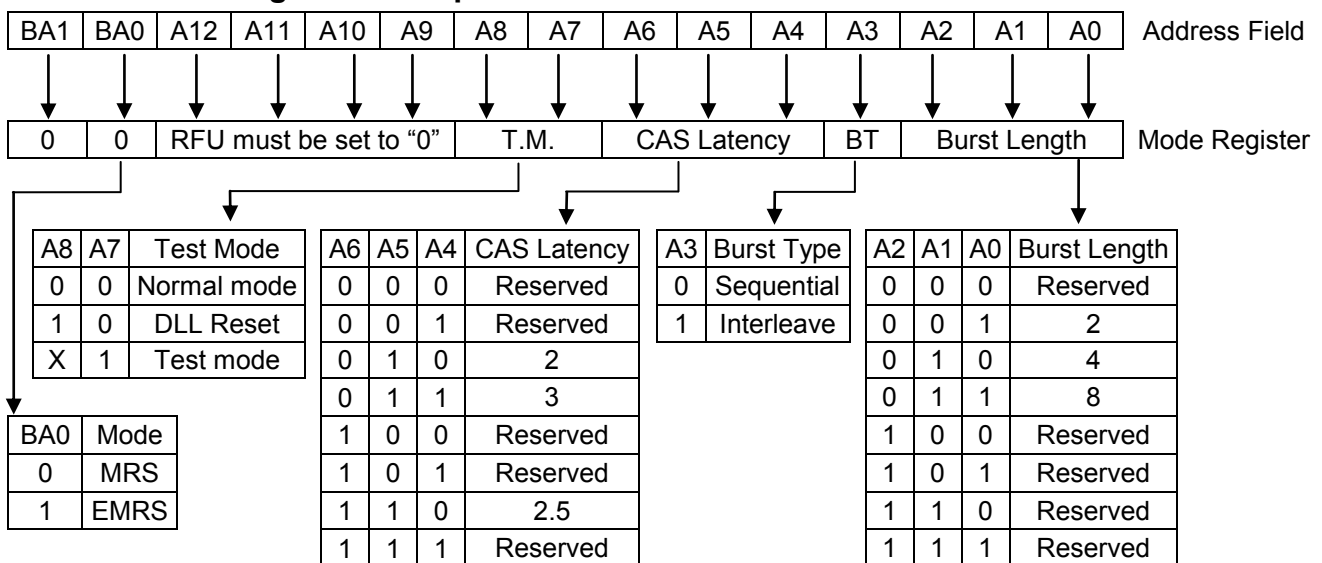 BA1 BA0 A12 A11 A10 A9 A8 A7 A6 A5 A4 A3 A2 A1 A0 Address Field
0 0 RFU must be set to “0” T.M. CAS Latency BT Burst Length Mode Register
A8 A7 Test Mode
0 0 Normal mode
1 0 DLL Reset
X 1 Test mode
BA0 Mode
0 MRS
1 EMRS
A6 A5 A4 CAS Latency
0 0 0 Reserved
0 0 1 Reserved
0 1 0 2
0 1 1 3
1 0 0 Reserved
1 0 1 Reserved
1 1 0 2.5
1 1 1 Reserved
A3 Burst Type
0 Sequential
1 Interleave
A2 A1 A0 Burst Length
0 0 0 Reserved
0 0 1 2
0 1 0 4
0 1 1 8
1 0 0 Reserved
1 0 1 Reserved
1 1 0 Reserved
1 1 1 Reserved